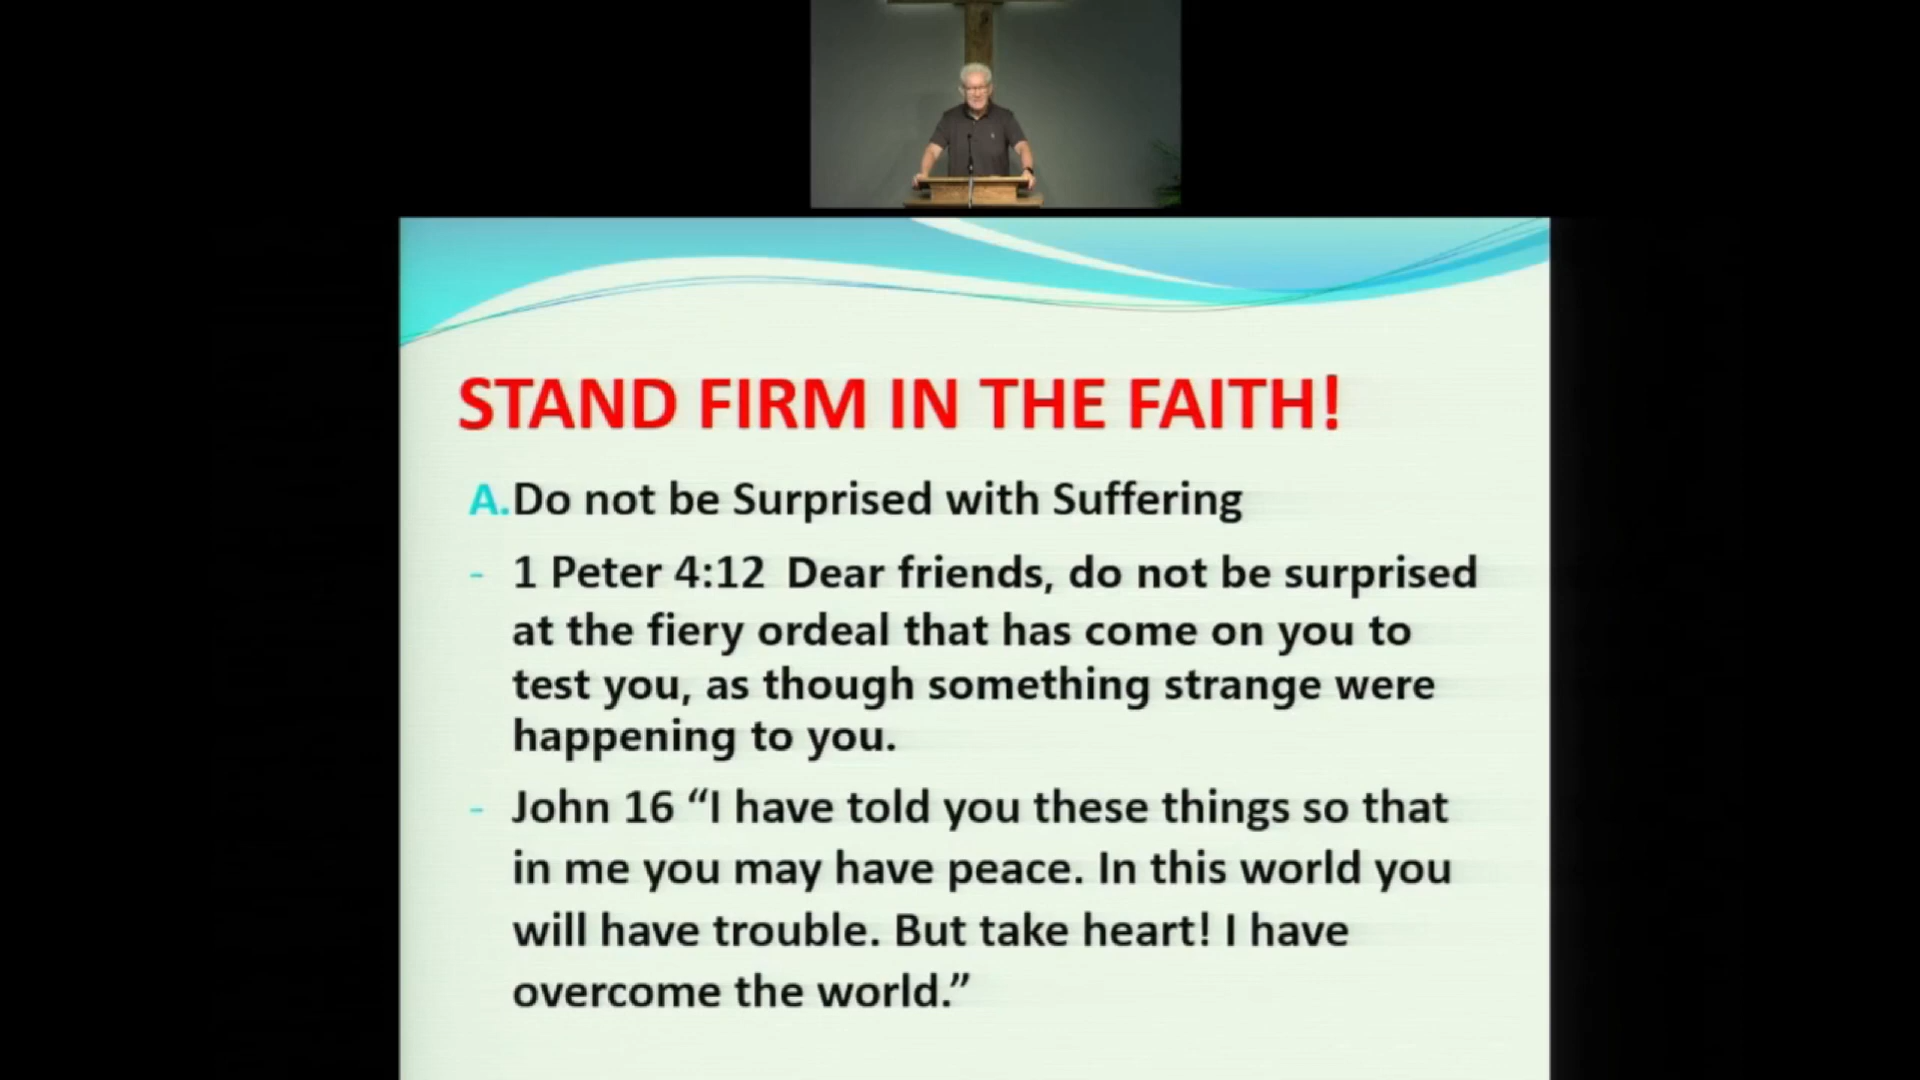 STAND FIRM IN THE FAITH!
A. Do not be Surprised with Suffering
- 1 Peter 4:12 Dear friends, do not be surprised
at the fiery ordeal that has come on you to
test you, as though something strange were
happening to you.
- John 16 “I have told you these things so that
in me you may have peace. In this world you
will have trouble. But take heart! I have
overcome the world.”